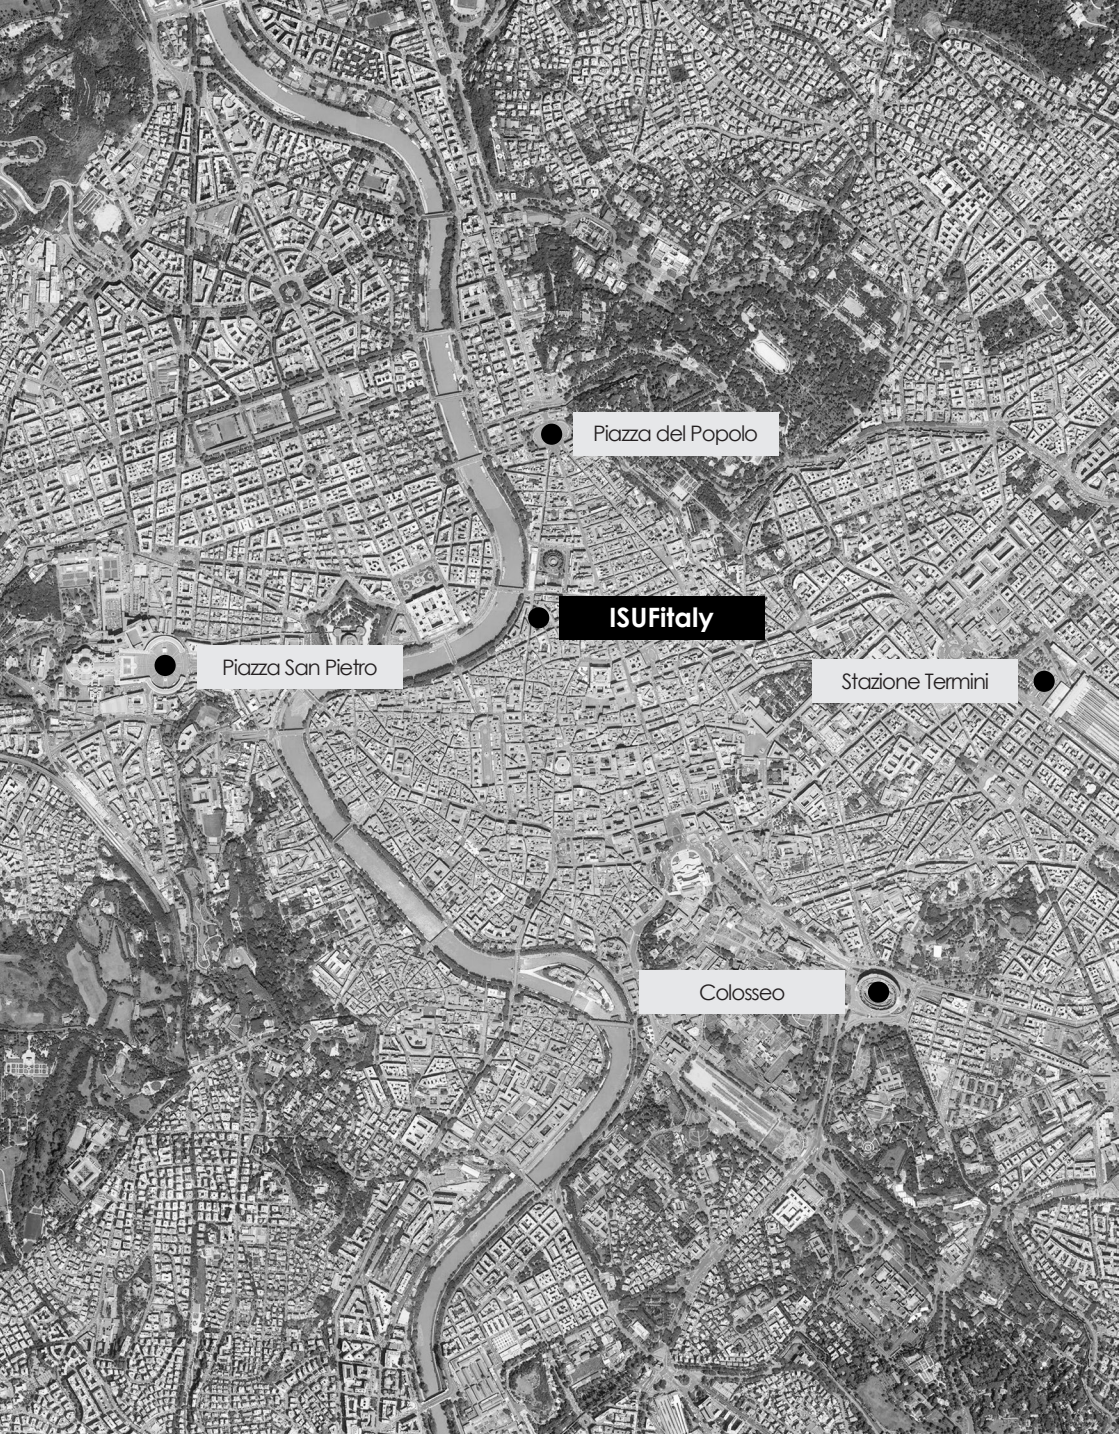 Piazza del Popolo
ISUFitaly
Piazza San Pietro
Stazione Termini
Colosseo